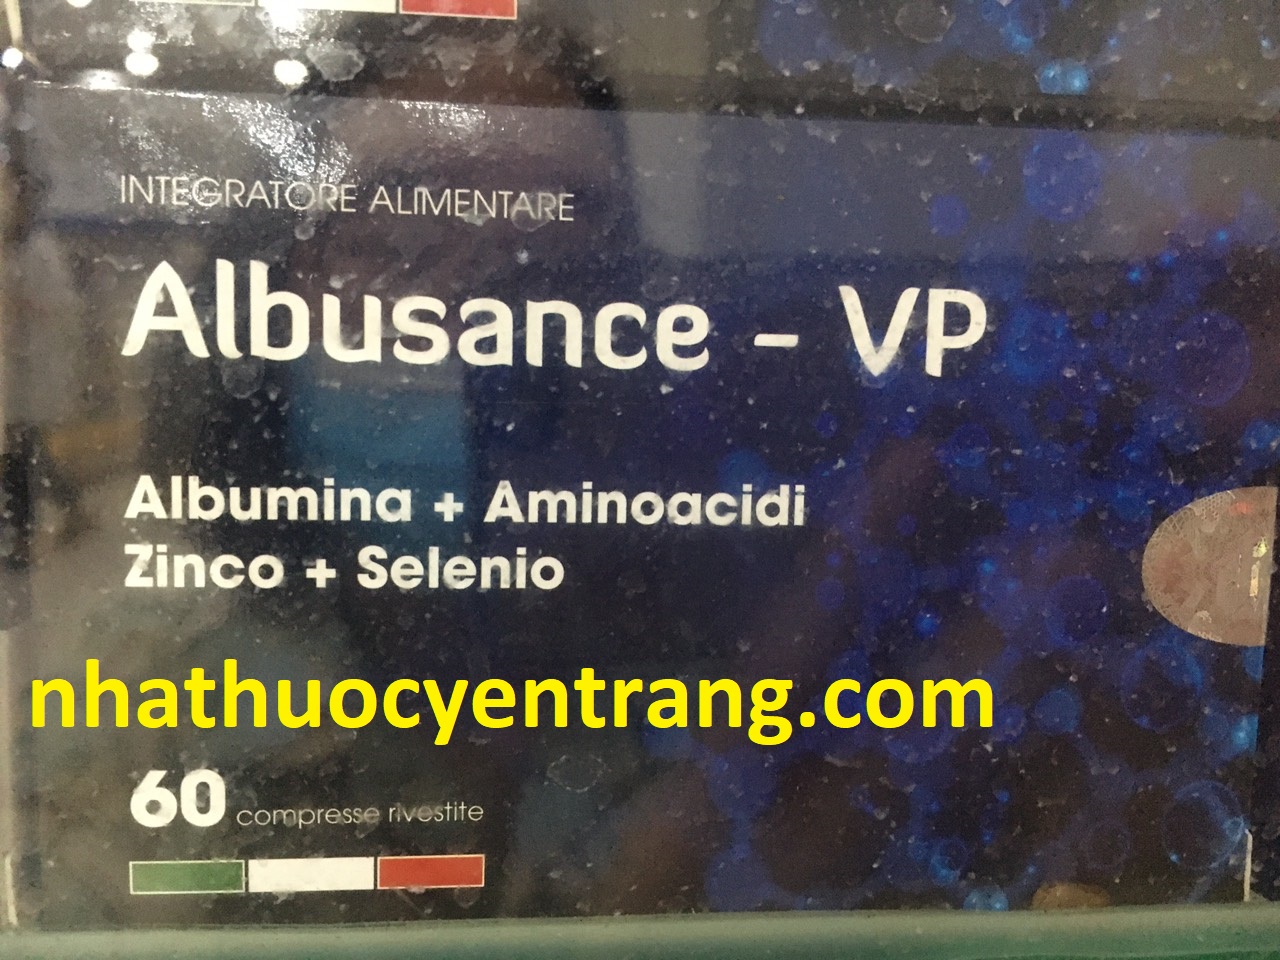 INTEGRATORE ALIMENTARE
Albusance - VP
Albumina + Aminoacidi
Zinco + Selenio
nhathuocyentrang.com
60 compresse rivestite